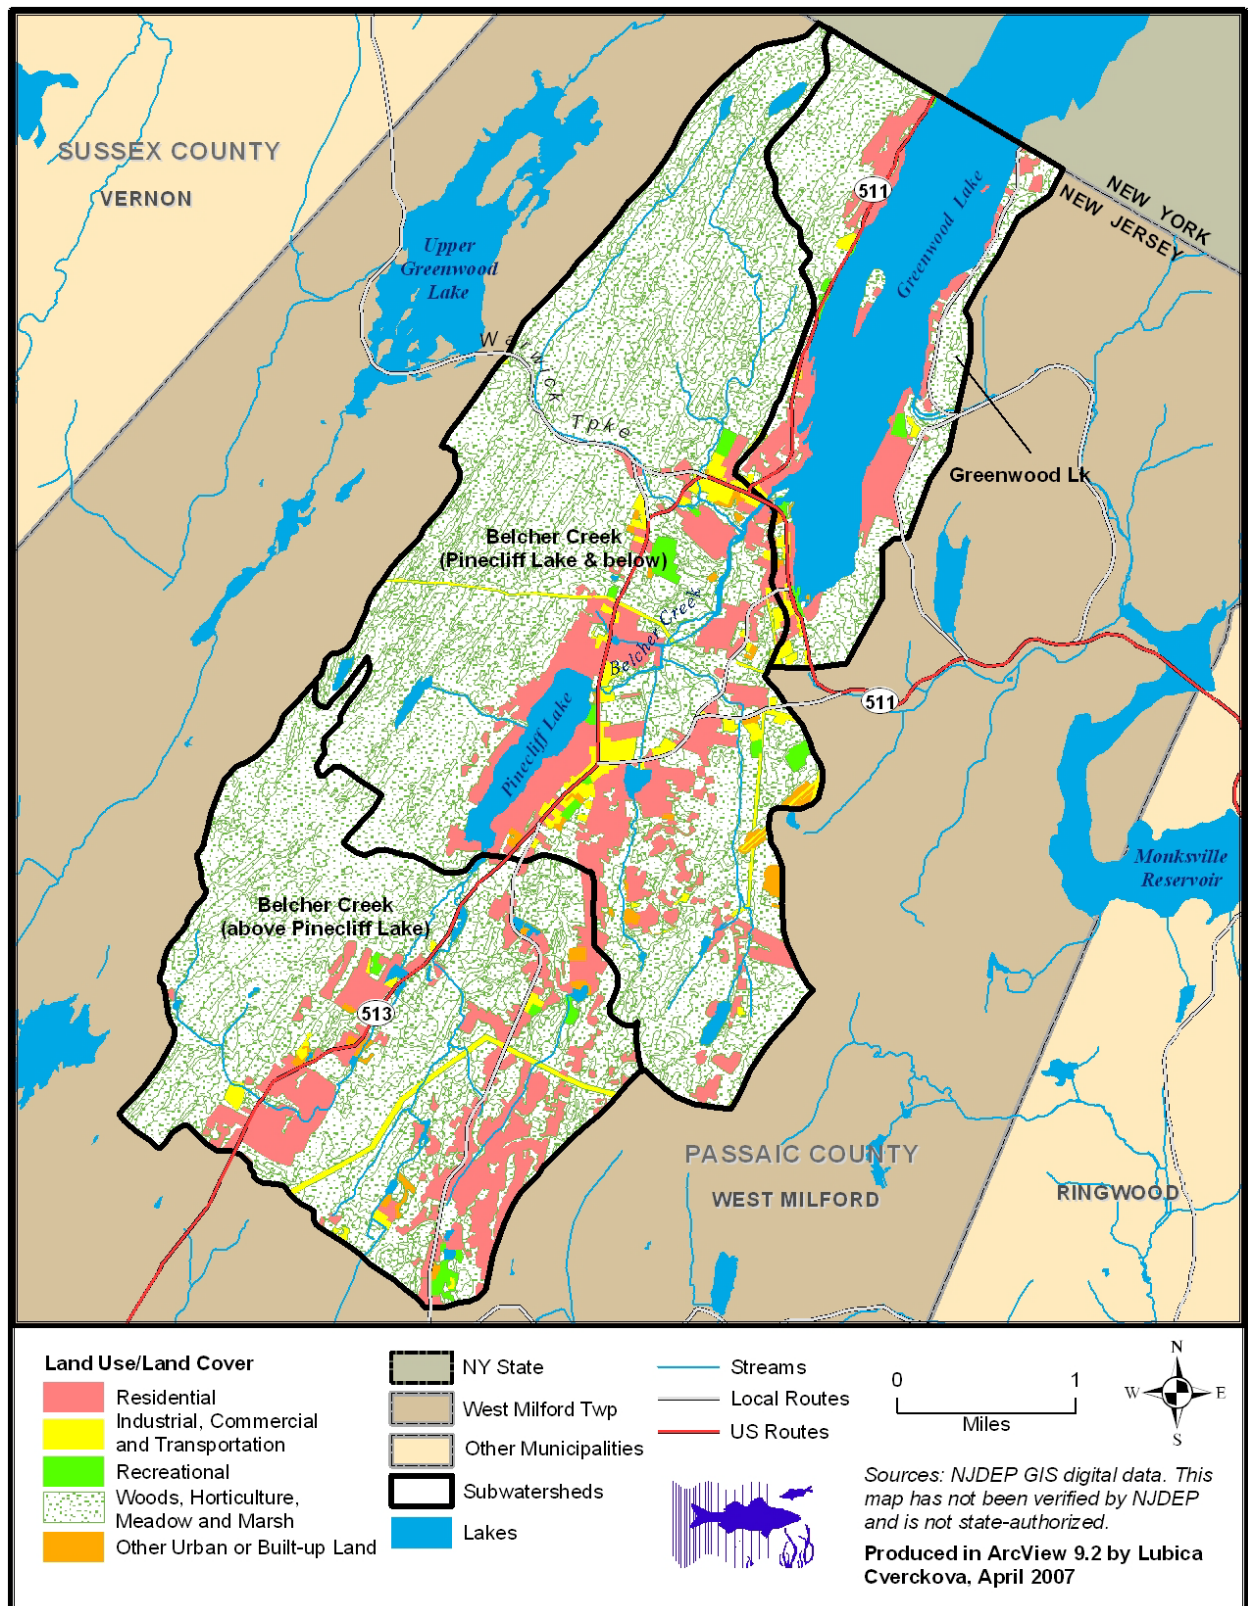 SUSSEX COUNTY
VERNON
Upper
Greenwood
Lake
511
Greenwood Lake
NEW YORK
NEW JERSEY
Warwick Tpke
Greenwood Lk
Belcher Creek
(Pinecliff Lake & below)
Belcher Creek
Pinecliff Lake
511
Monksville
Reservoir
Belcher Creek
(above Pinecliff Lake)
513
PASSAIC COUNTY
WEST MILFORD
RINGWOOD
Land Use/Land Cover
Residential
Industrial, Commercial
and Transportation
Recreational
Woods, Horticulture,
Meadow and Marsh
Other Urban or Built-up Land
NY State
West Milford Twp
Other Municipalities
Subwatersheds
Lakes
Streams
Local Routes
US Routes
0 1
Miles
N
W E
S
Sources: NJDEP GIS digital data. This
map has not been verified by NJDEP
and is not state-authorized.
Produced in ArcView 9.2 by Lubica
Cverckova, April 2007